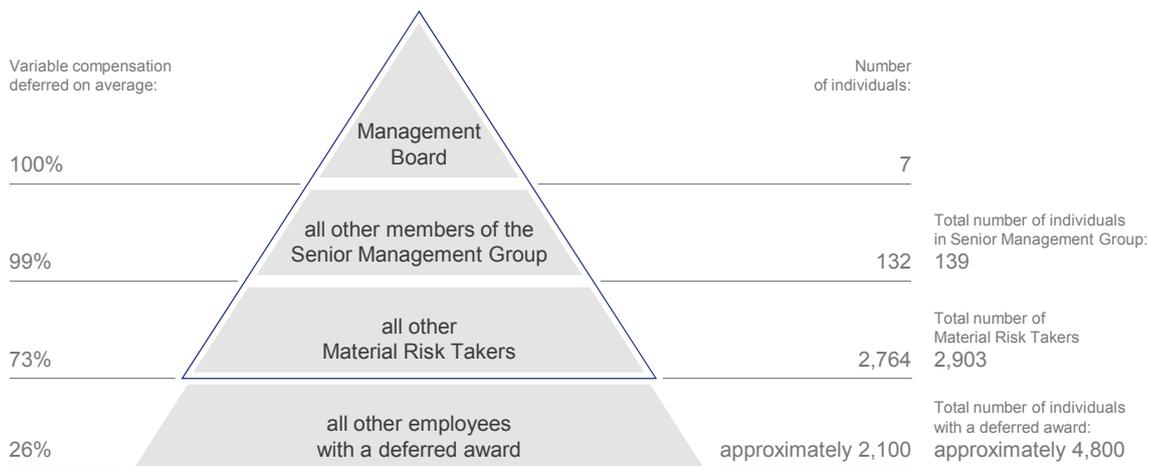 Variable compensation
deferred on average:
Number
of individuals:
Management
Board
100%
7
all other members of the
Senior Management Group
99%
132
Total number of individuals
in Senior Management Group:
139
all other
Material Risk Takers
73%
2,764
Total number of
Material Risk Takers
2,903
all other employees
with a deferred award
26%
approximately 2,100
Total number of individuals
with a deferred award:
approximately 4,800